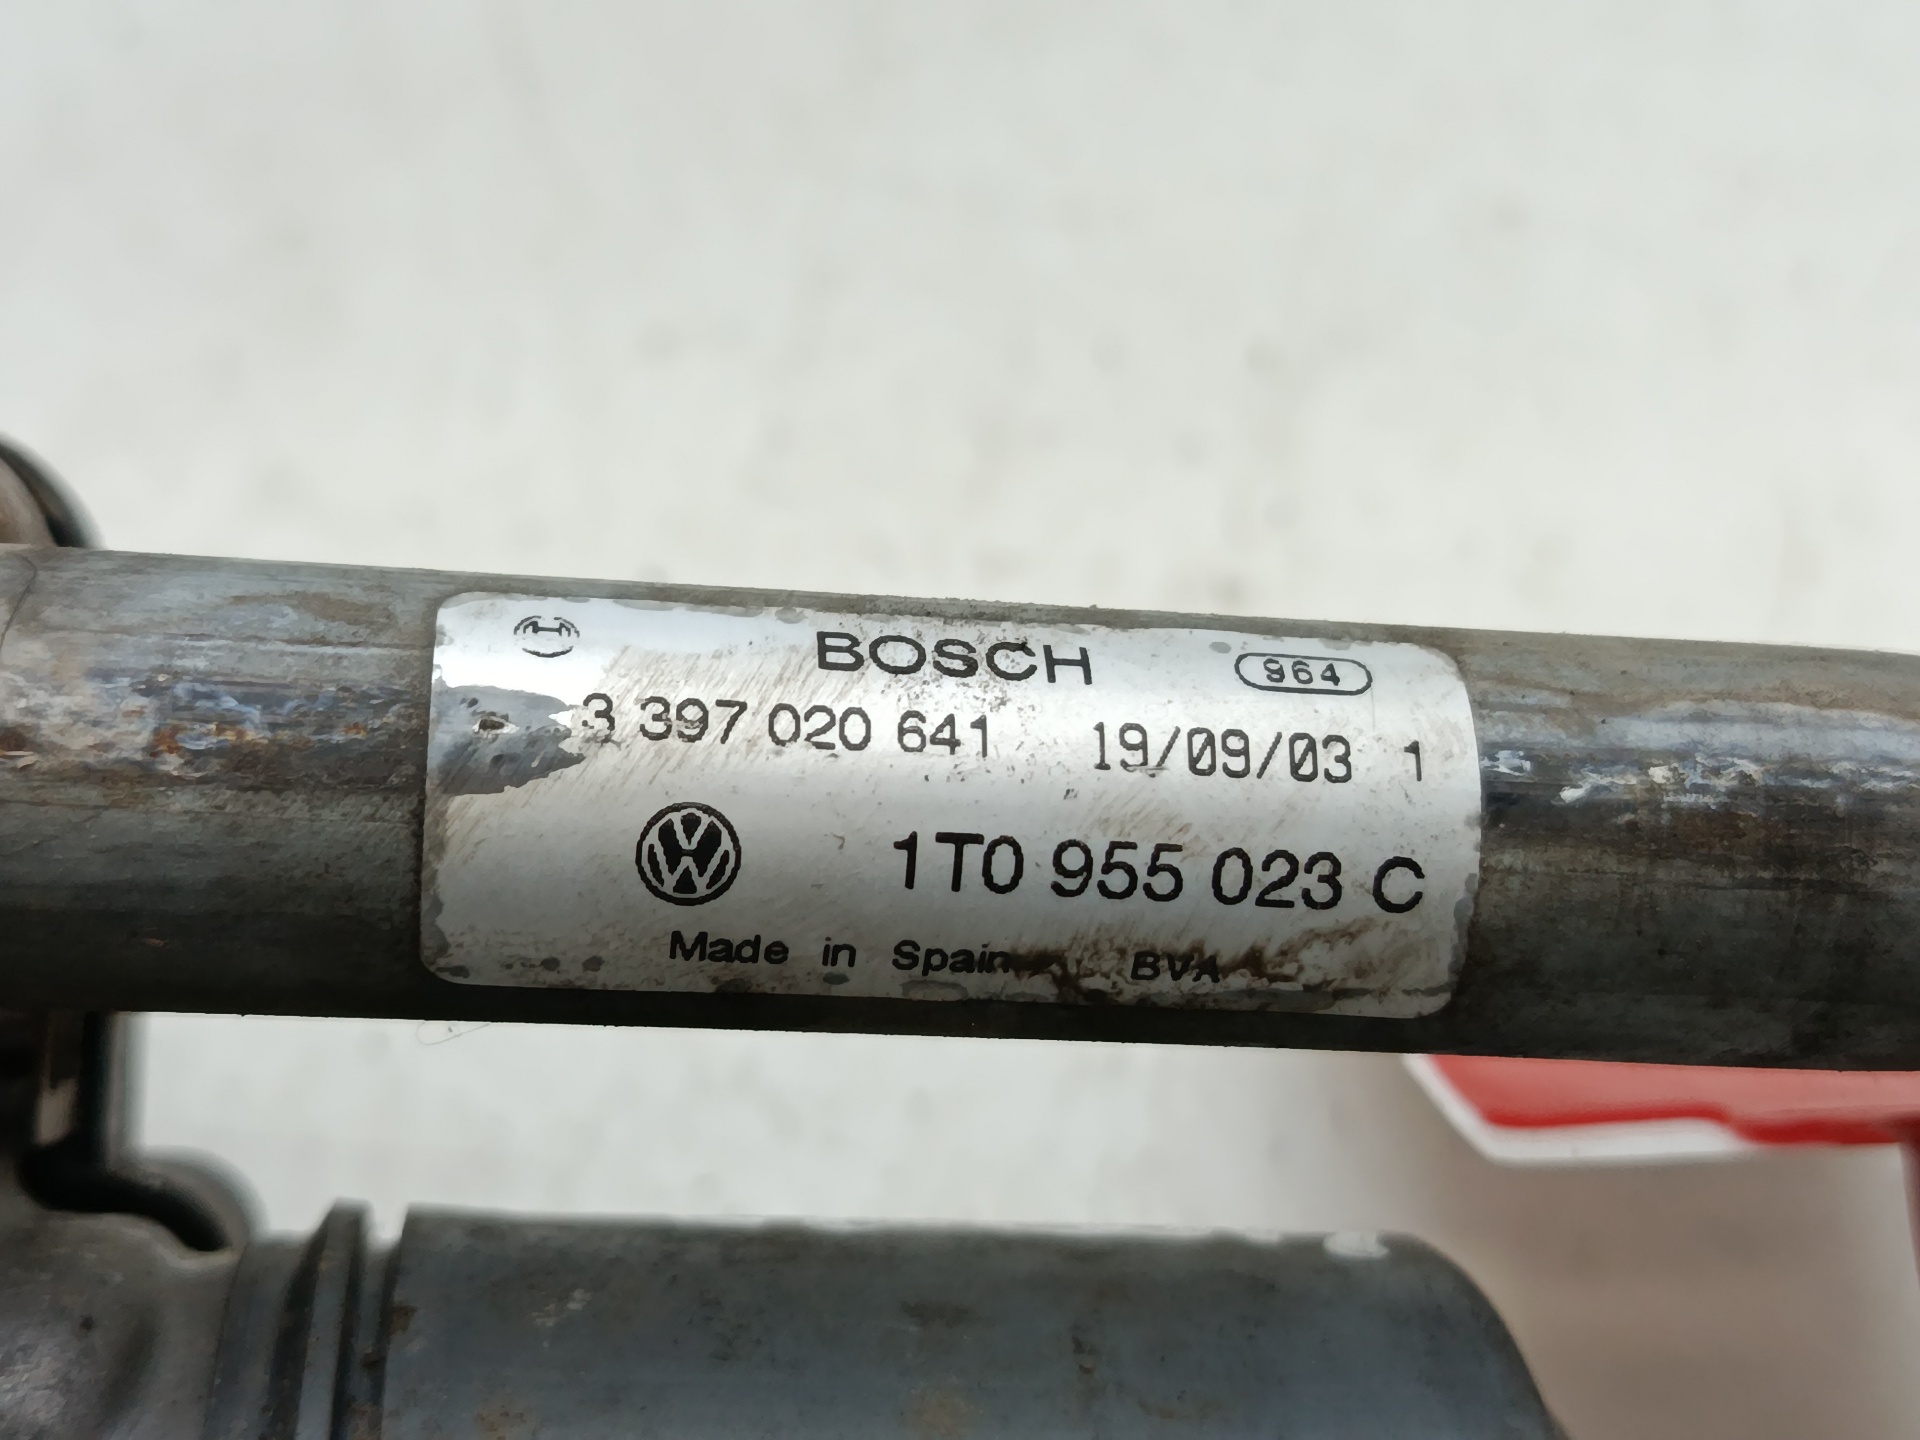 BOSCH 964
3 397 020 641 19/09/03 1
1T0 955 023 C
Made in Spain BVA